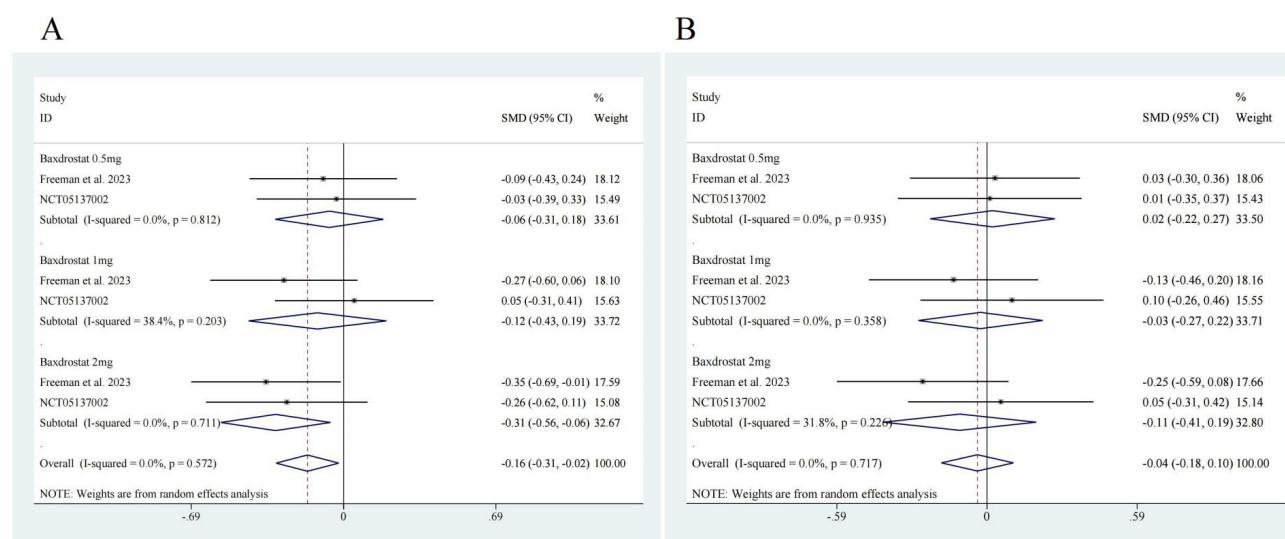 A
Study % 
ID SMD (95% CI) Weight
Baxdrostat 0.5mg
Freeman et al. 2023 -0.09 (-0.43, 0.24) 18.12
NCT05137002 -0.03 (-0.39, 0.33) 15.49
Subtotal (I-squared = 0.0%, p = 0.812) -0.06 (-0.31, 0.18) 33.61
.
Baxdrostat 1mg
Freeman et al. 2023 -0.27 (-0.60, 0.06) 18.10
NCT05137002 0.05 (-0.31, 0.41) 15.63
Subtotal (I-squared = 38.4%, p = 0.203) -0.12 (-0.43, 0.19) 33.72
.
Baxdrostat 2mg
Freeman et al. 2023 -0.35 (-0.69, -0.01) 17.59
NCT05137002 -0.26 (-0.62, 0.11) 15.08
Subtotal (I-squared = 0.0%, p = 0.711) -0.31 (-0.56, -0.06) 32.67
.
Overall (I-squared = 0.0%, p = 0.572) -0.16 (-0.31, -0.02) 100.00
NOTE: Weights are from random effects analysis
-.69 0 .69
B
Study %
ID SMD (95% CI) Weight
Baxdrostat 0.5mg
Freeman et al. 2023 0.03 (-0.30, 0.36) 18.06
NCT05137002 0.01 (-0.35, 0.37) 15.43
Subtotal (I-squared = 0.0%, p = 0.935) 0.02 (-0.22, 0.27) 33.50
.
Baxdrostat 1mg
Freeman et al. 2023 -0.13 (-0.46, 0.20) 18.16
NCT05137002 0.10 (-0.26, 0.46) 15.55
Subtotal (I-squared = 0.0%, p = 0.358) -0.03 (-0.27, 0.22) 33.71
.
Baxdrostat 2mg
Freeman et al. 2023 -0.25 (-0.59, 0.08) 17.66
NCT05137002 0.05 (-0.31, 0.42) 15.14
Subtotal (I-squared = 31.8%, p = 0.226) -0.11 (-0.41, 0.19) 32.80
.
Overall (I-squared = 0.0%, p = 0.717) -0.04 (-0.18, 0.10) 100.00
NOTE: Weights are from random effects analysis
-.59 0 .59